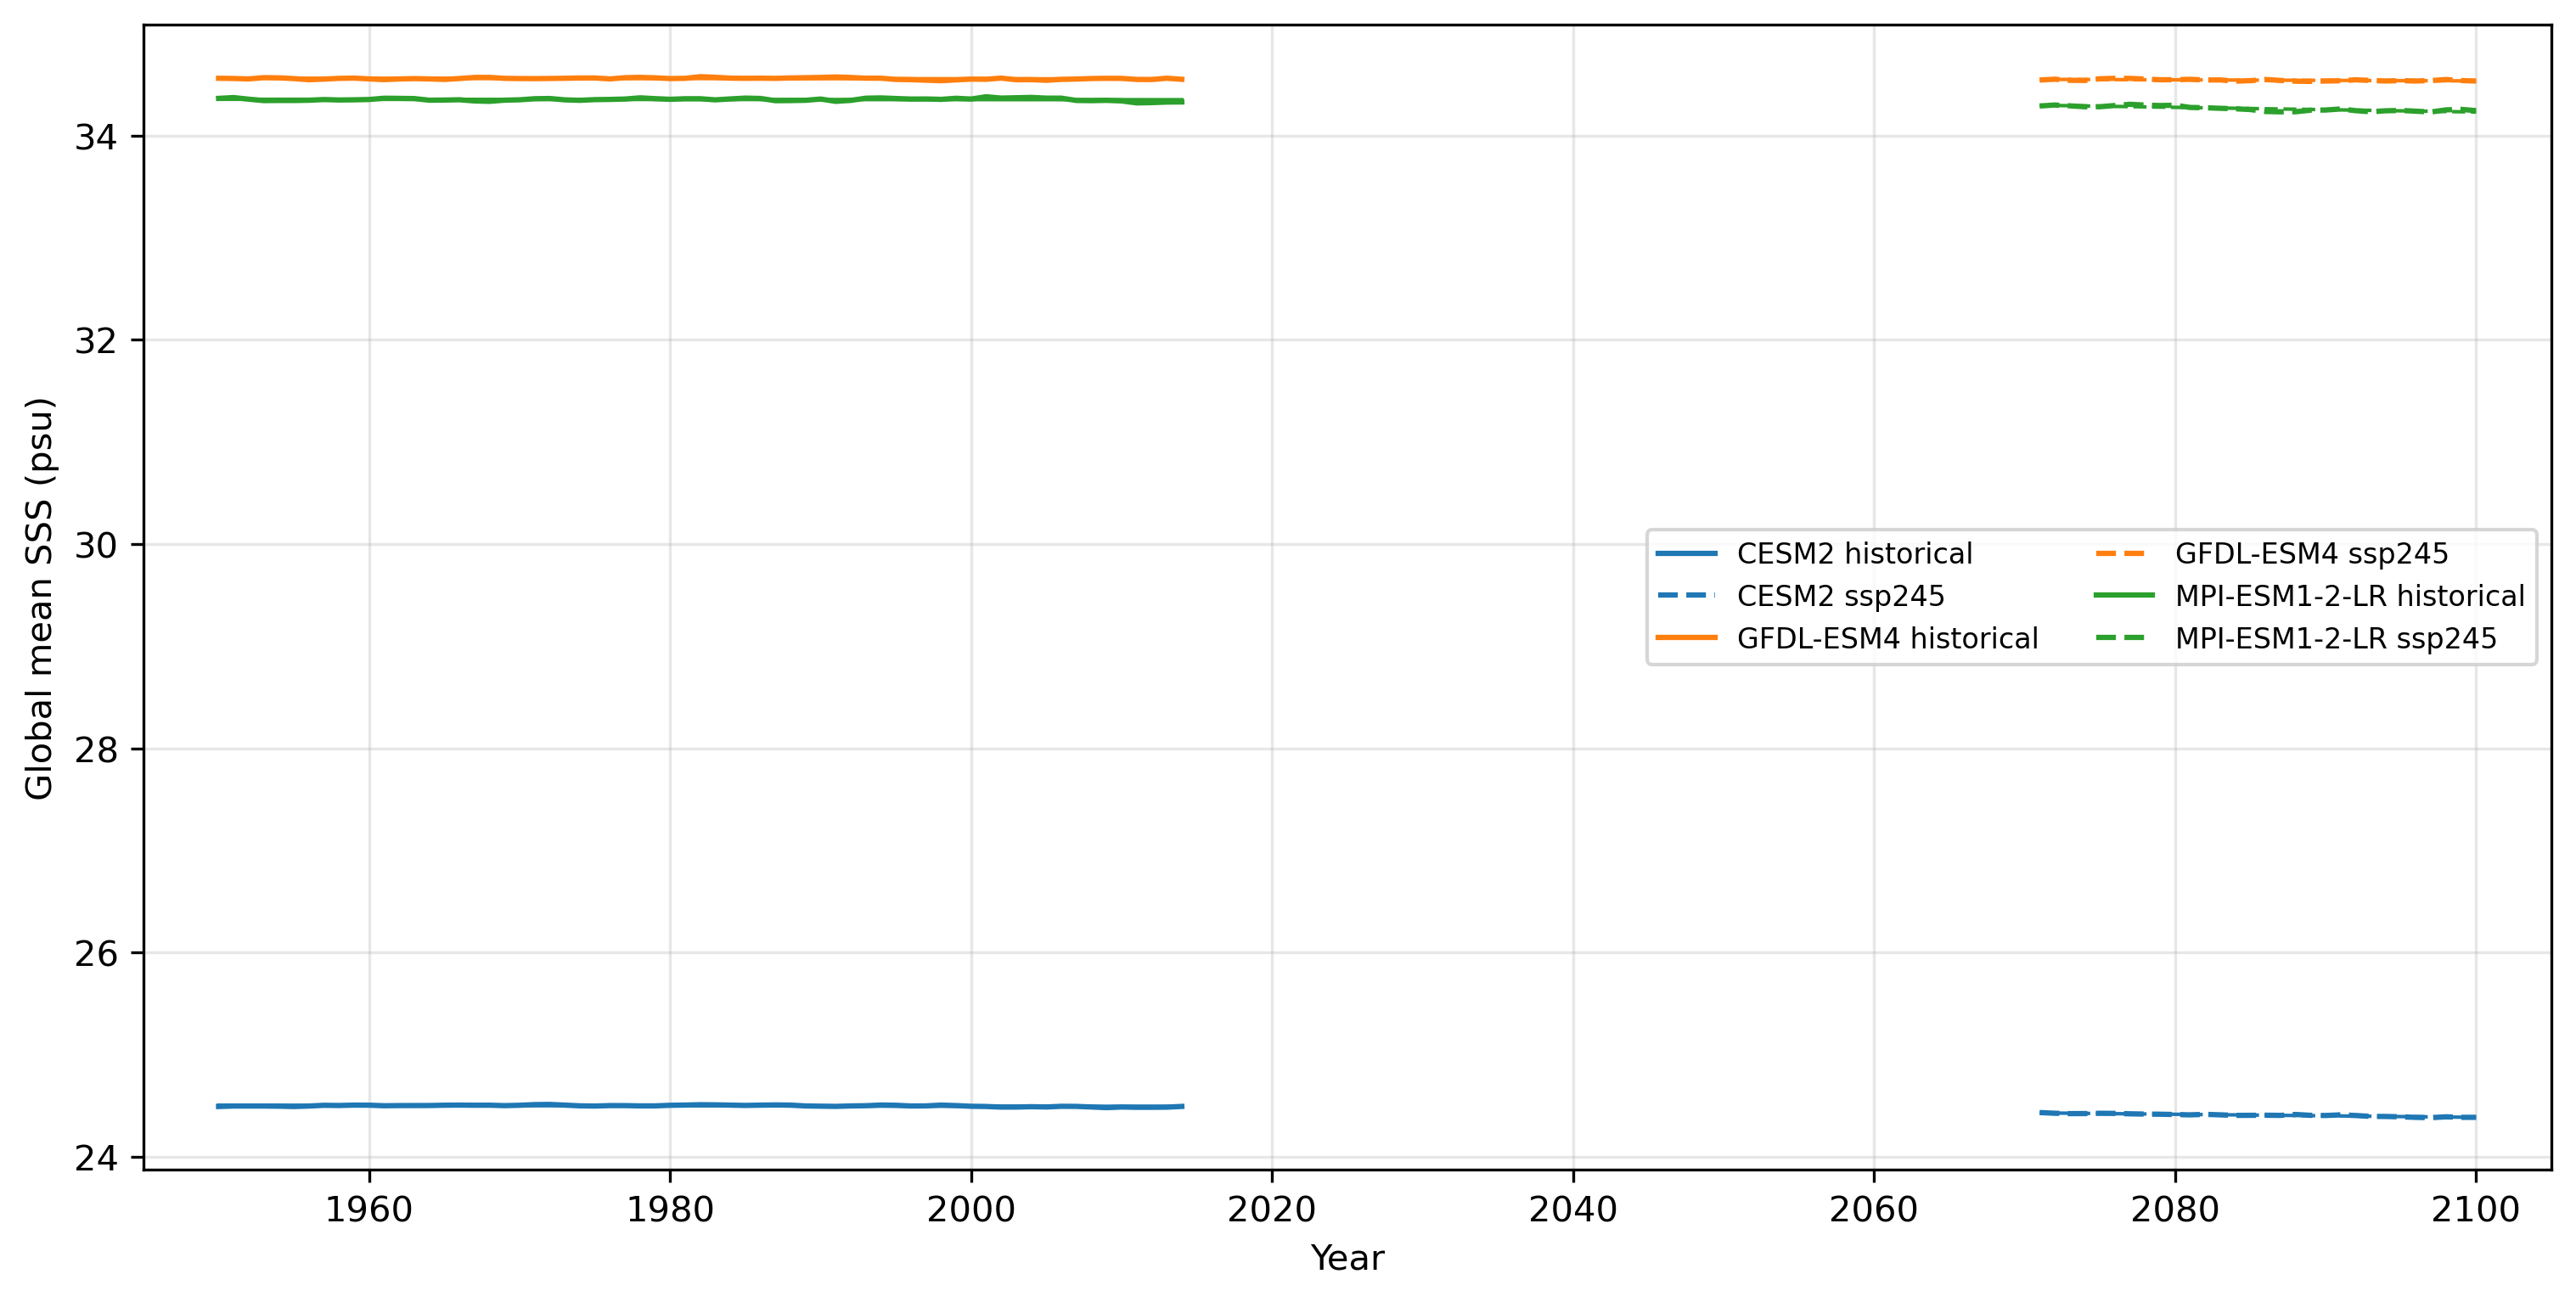 Global mean SSS (psu)
34
32
30
28
26
24
CESM2 historical
CESM2 ssp245
GFDL-ESM4 historical
GFDL-ESM4 ssp245
MPI-ESM1-2-LR historical
MPI-ESM1-2-LR ssp245
1960 1980 2000 2020 2040 2060 2080 2100
Year